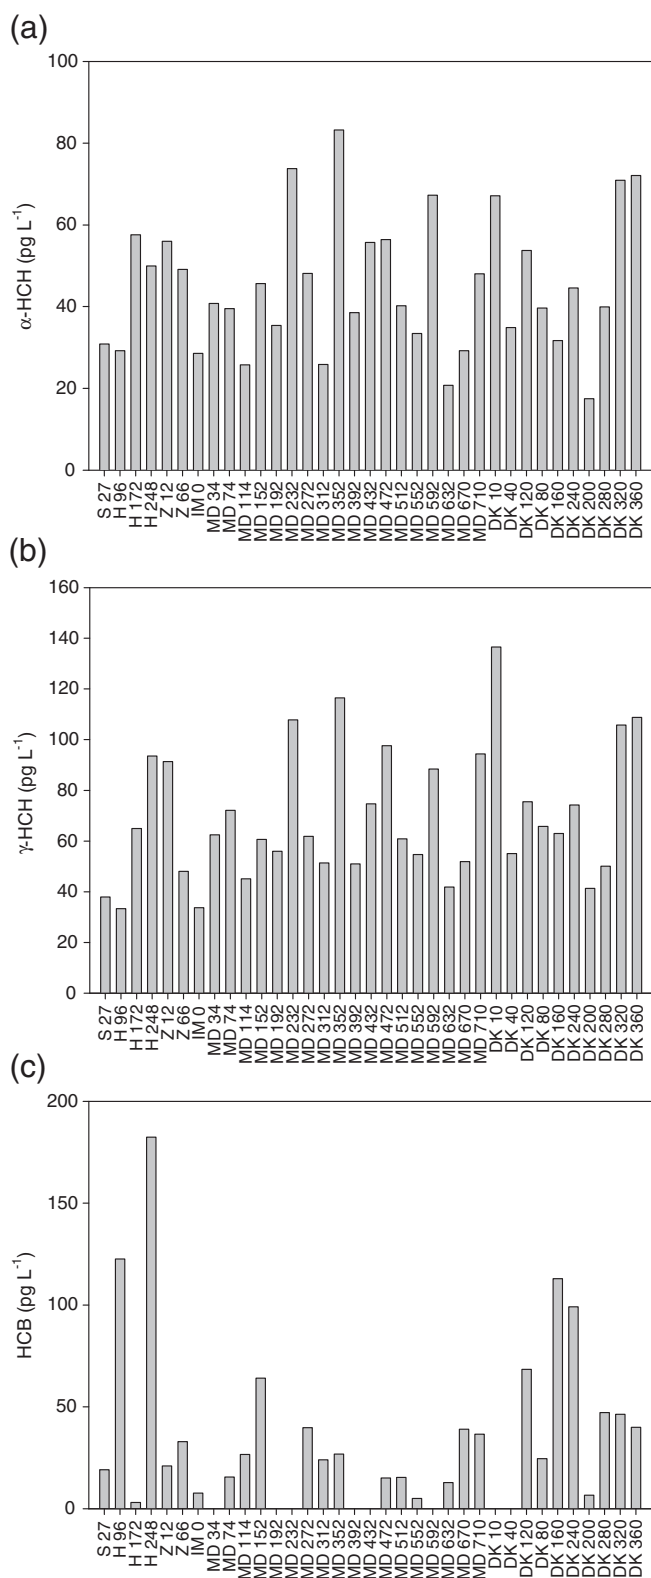 (a)
100
80
60
40
20
0
α-HCH (pg L⁻¹)
S 27
H 96
H 172
H 248
Z 12
Z 66
IM 0
MD 34
MD 74
MD 114
MD 152
MD 192
MD 232
MD 272
MD 312
MD 352
MD 392
MD 432
MD 472
MD 512
MD 552
MD 592
MD 632
MD 670
MD 710
DK 10
DK 40
DK 120
DK 80
DK 160
DK 240
DK 200
DK 280
DK 320
DK 360
(b)
160
140
120
100
80
60
40
20
0
γ-HCH (pg L⁻¹)
S 27
H 96
H 172
H 248
Z 12
Z 66
IM 0
MD 34
MD 74
MD 114
MD 152
MD 192
MD 232
MD 272
MD 312
MD 352
MD 392
MD 432
MD 472
MD 512
MD 552
MD 592
MD 632
MD 670
MD 710
DK 10
DK 40
DK 120
DK 80
DK 160
DK 240
DK 200
DK 280
DK 320
DK 360
(c)
200
150
100
50
0
HCB (pg L⁻¹)
S 27
H 96
H 172
H 248
Z 12
Z 66
IM 0
MD 34
MD 74
MD 114
MD 152
MD 192
MD 232
MD 272
MD 312
MD 352
MD 392
MD 432
MD 472
MD 512
MD 552
MD 592
MD 632
MD 670
MD 710
DK 10
DK 40
DK 120
DK 80
DK 160
DK 240
DK 200
DK 280
DK 320
DK 360